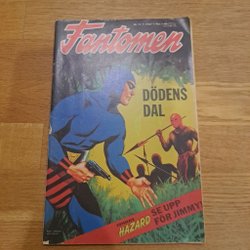 Fantomen
DÖDENS
DAL
HAZARD
SE UPP
FÖR JIMMY!